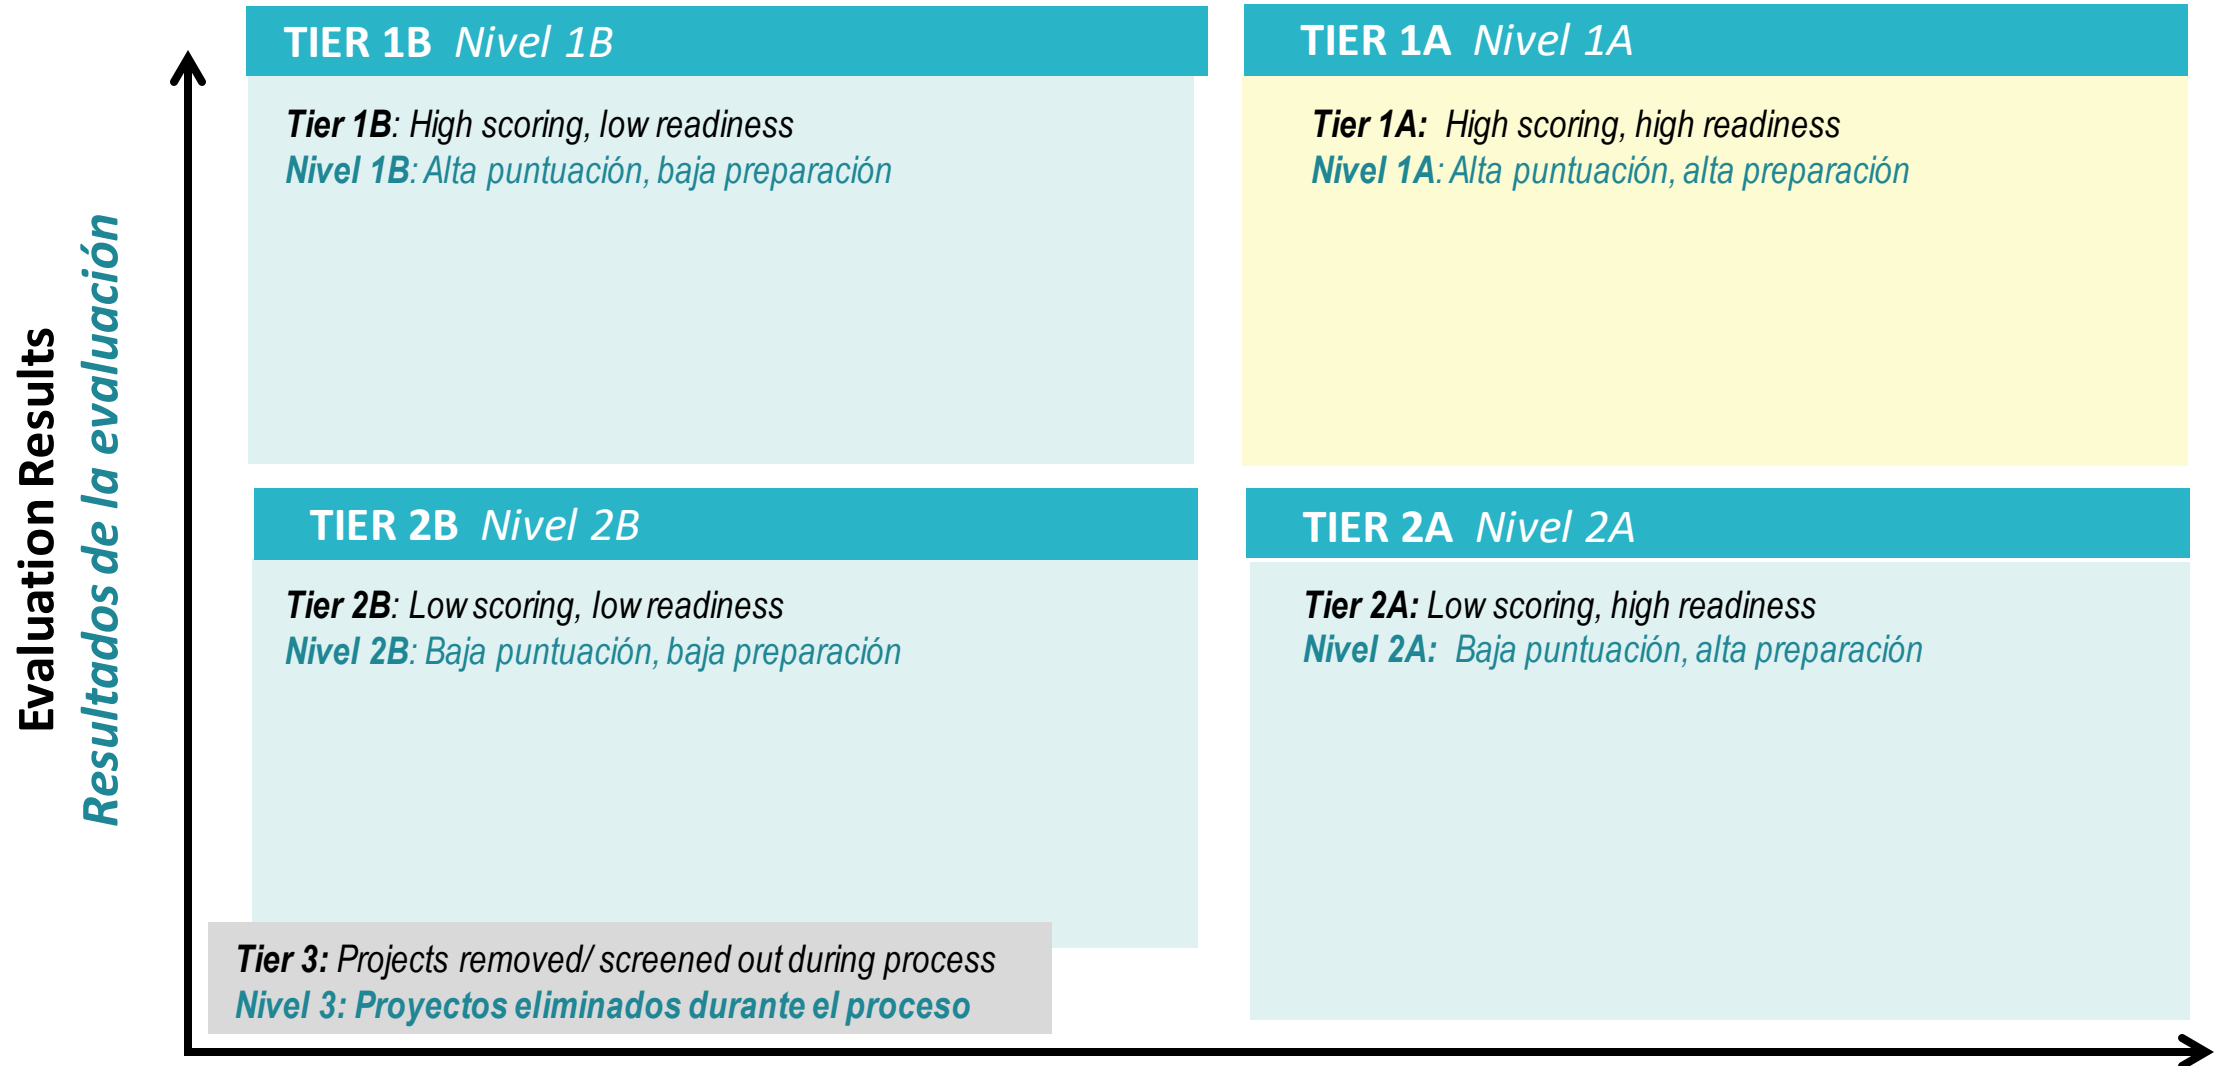 TIER 1B Nivel 1B
Tier 1B: High scoring, low readiness
Nivel 1B: Alta puntuación, baja preparación
TIER 1A Nivel 1A
Tier 1A: High scoring, high readiness
Nivel 1A: Alta puntuación, alta preparación
Evaluation Results
Resultados de la evaluación
TIER 2B Nivel 2B
Tier 2B: Low scoring, low readiness
Nivel 2B: Baja puntuación, baja preparación
TIER 2A Nivel 2A
Tier 2A: Low scoring, high readiness
Nivel 2A: Baja puntuación, alta preparación
Tier 3: Projects removed/ screened out during process
Nivel 3: Proyectos eliminados durante el proceso